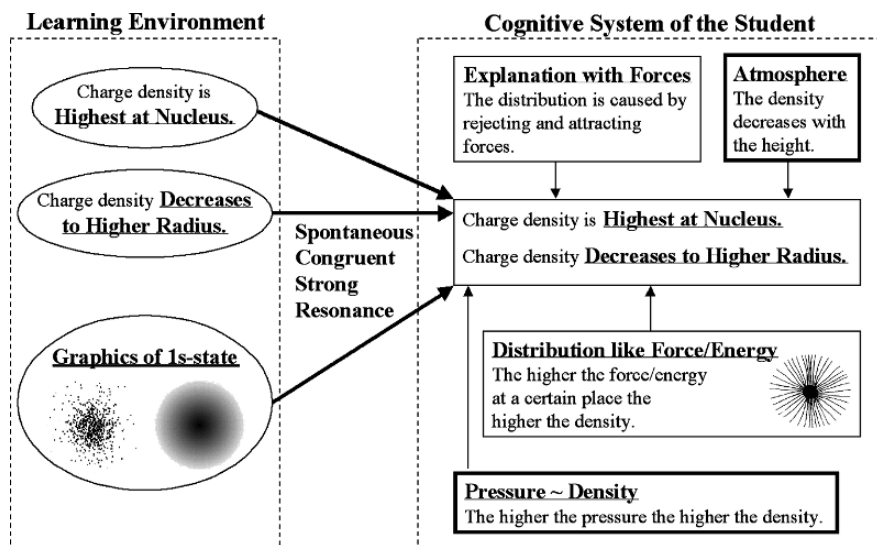 Learning Environment
Charge density is
Highest at Nucleus.
Charge density Decreases
to Higher Radius.
Graphics of 1s-state
Spontaneous
Congruent
Strong
Resonance
Cognitive System of the Student
Explanation with Forces
The distribution is caused by
rejecting and attracting
forces.
Atmosphere
The density
decreases with
the height.
Charge density is Highest at Nucleus.
Charge density Decreases to Higher Radius.
Distribution like Force/Energy
The higher the force/energy
at a certain place the
higher the density.
Pressure ~ Density
The higher the pressure the higher the density.